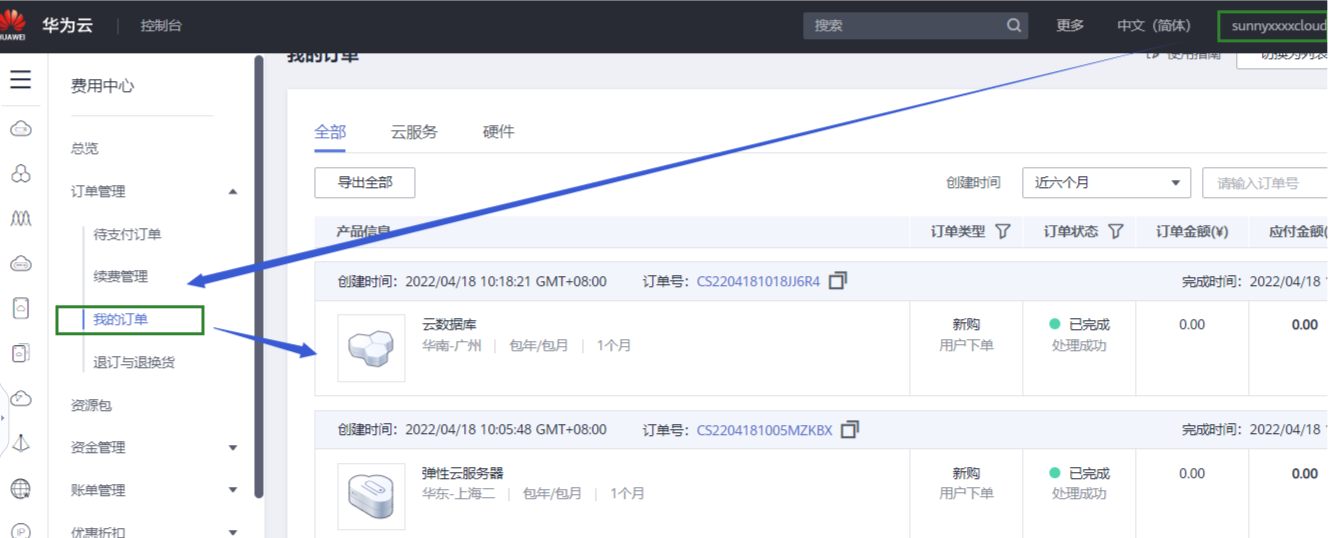 HUAWEI 华为云 控制台 搜索 更多 中文（简体） sunnyxxxxcloud
费用中心
总览
订单管理
待支付订单
续费管理
我的订单
退订与退换货
资源包
资金管理
账单管理
优惠折扣
我的订单 使用指南 切换为列表
全部 云服务 硬件
导出全部 创建时间 近六个月 请输入订单号
产品信息 订单类型 订单状态 订单金额(¥) 应付金额(
创建时间：2022/04/18 10:18:21 GMT+08:00 订单号：CS2204181018JJ6R4 完成时间：2022/04/18
云数据库 新购 已完成 0.00 0.00
华南-广州 | 包年/包月 | 1个月 用户下单 处理成功
创建时间：2022/04/18 10:05:48 GMT+08:00 订单号：CS2204181005MZKBX 完成时间：2022/04/18
弹性云服务器 新购 已完成 0.00 0.00
华东-上海二 | 包年/包月 | 1个月 用户下单 处理成功